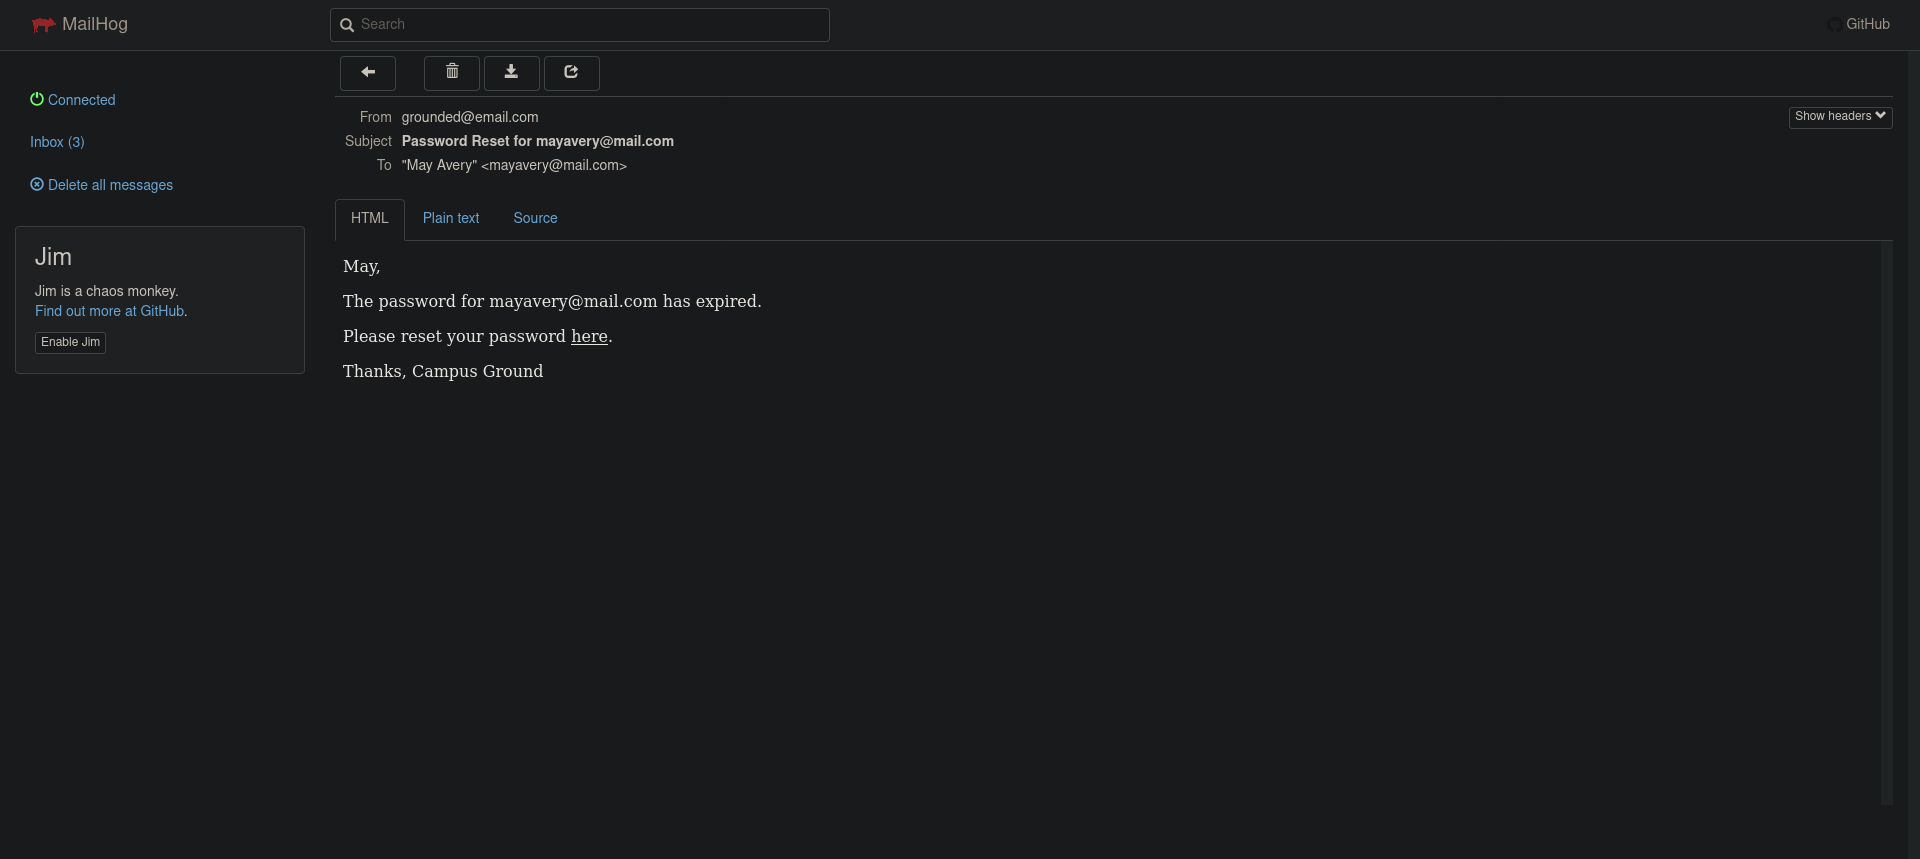 MailHog
Search
GitHub
Connected
Inbox (3)
Delete all messages
Jim
Jim is a chaos monkey.
Find out more at GitHub.
Enable Jim
From grounded@email.com
Show headers
Subject Password Reset for mayavery@mail.com
To "May Avery" <mayavery@mail.com>
HTML Plain text Source
May,
The password for mayavery@mail.com has expired.
Please reset your password here.
Thanks, Campus Ground